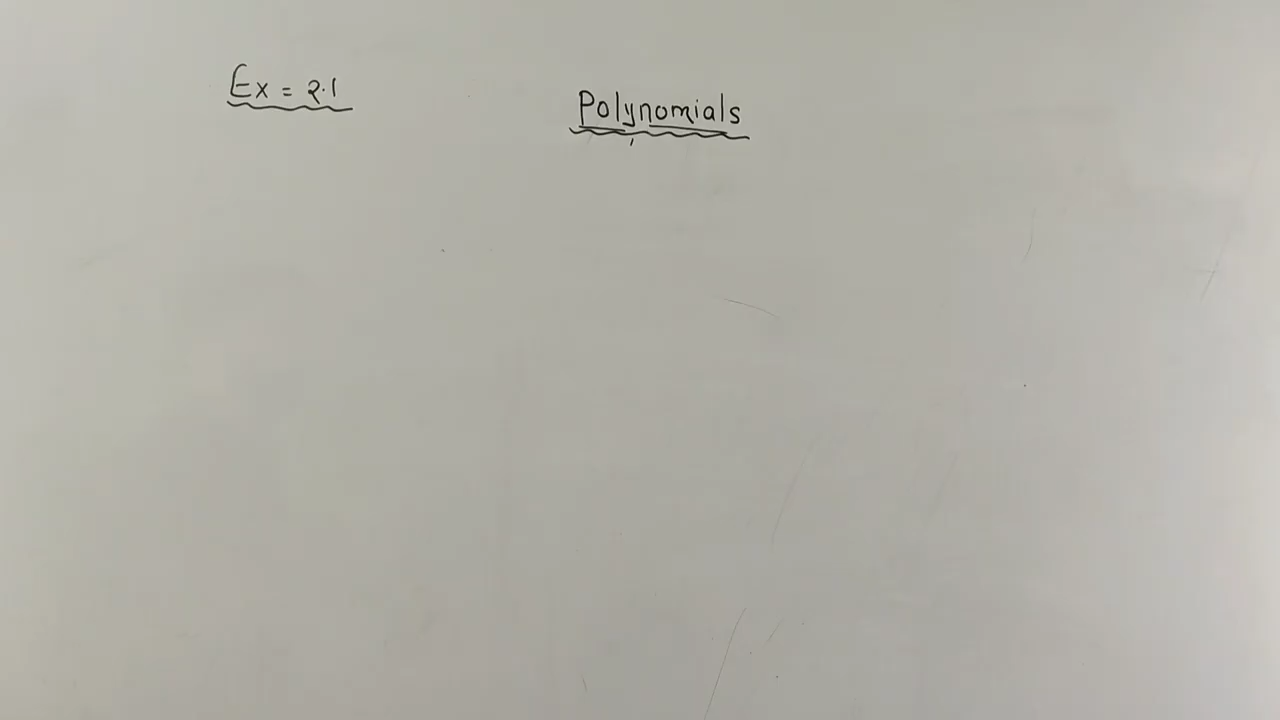 Ex = 2.1
Polynomials